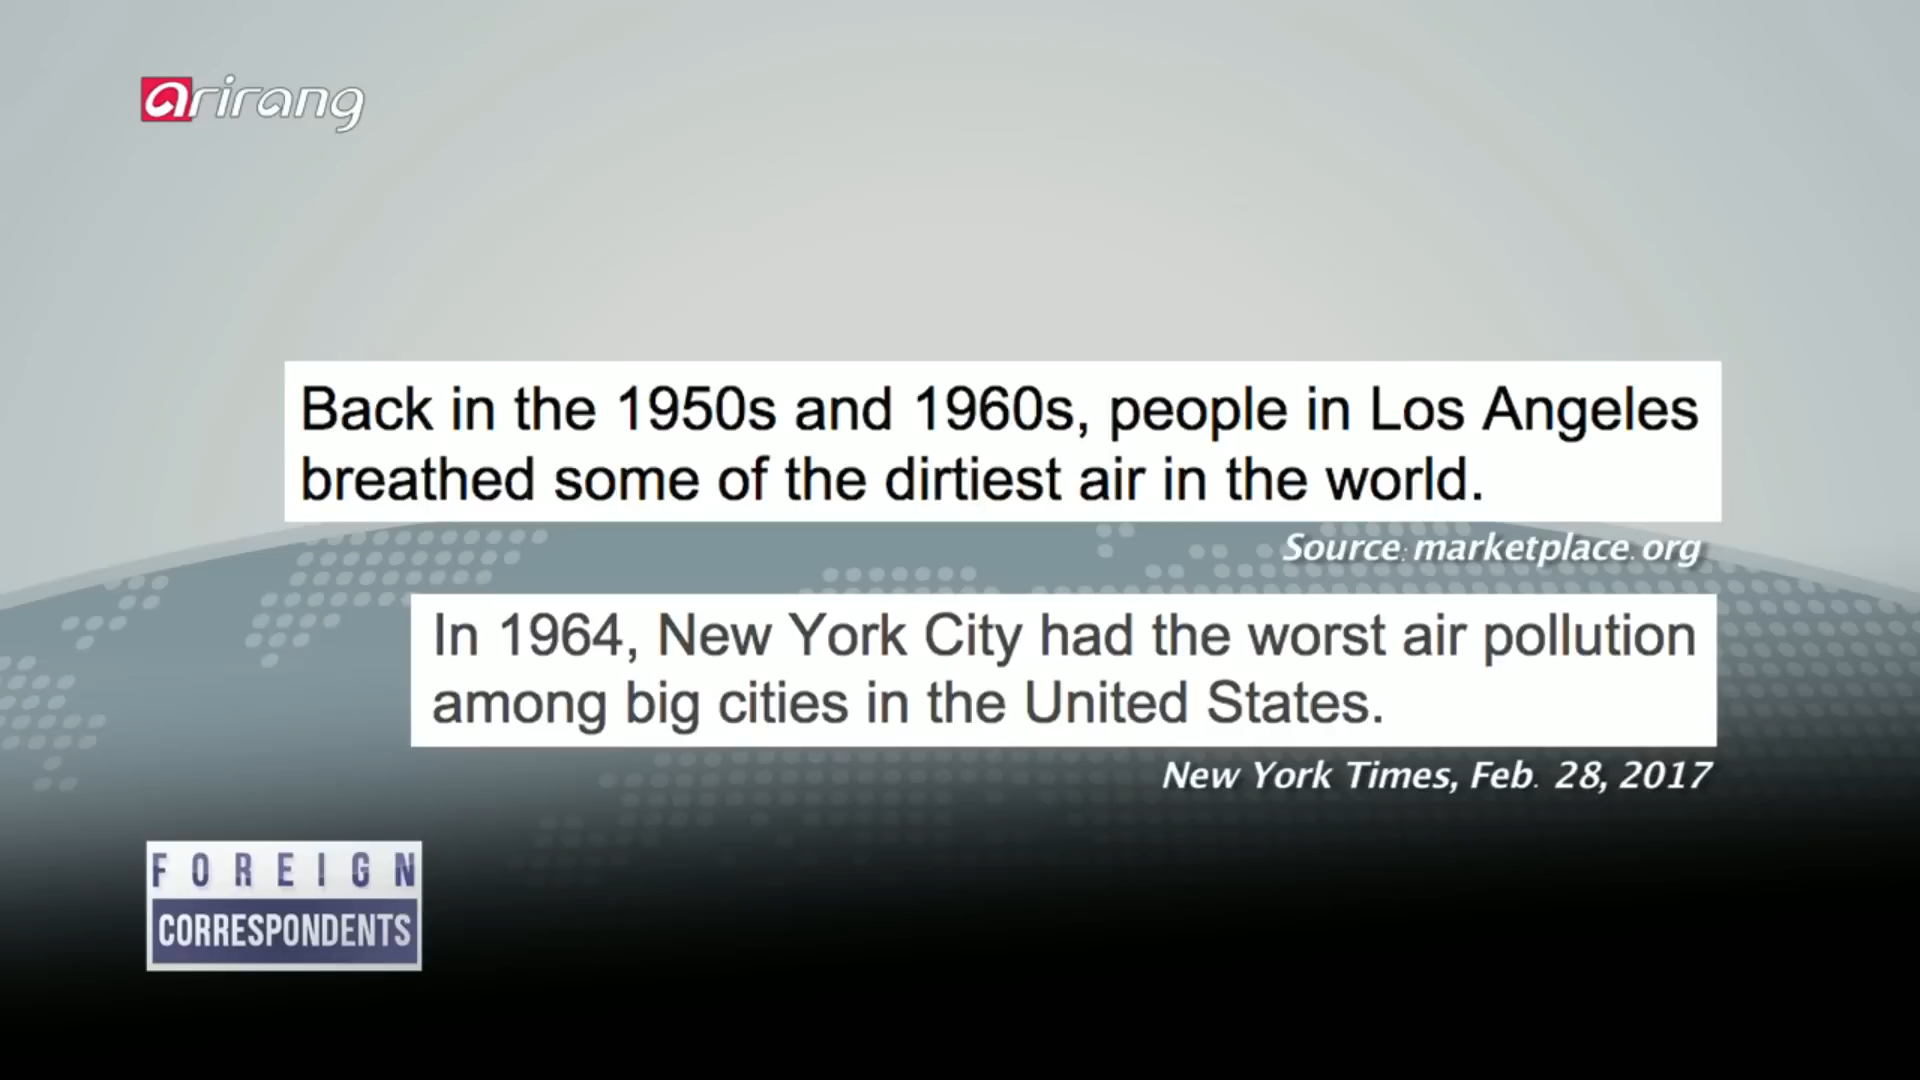 arirang
Back in the 1950s and 1960s, people in Los Angeles
breathed some of the dirtiest air in the world.
Source: marketplace.org
In 1964, New York City had the worst air pollution
among big cities in the United States.
New York Times, Feb. 28, 2017
FOREIGN
CORRESPONDENTS